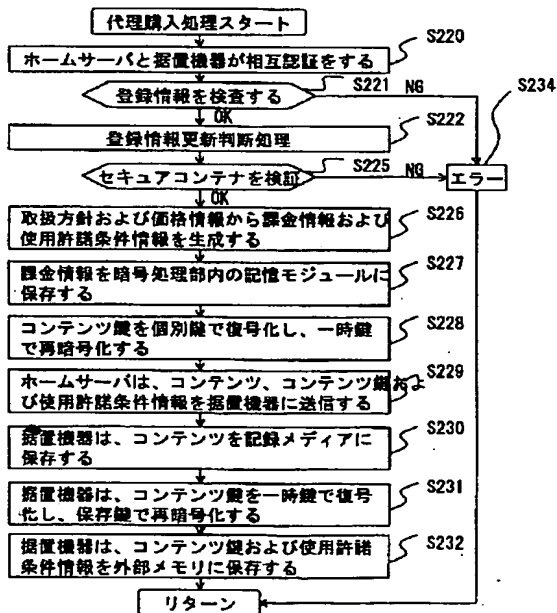 代理購入処理スタート
S220
ホームサーバと据置機器が相互認証をする
S221
NG
登録情報を検査する
S234
OK
S222
登録情報更新判断処理
S225
NG
セキュアコンテナを検証
エラー
OK
S226
取扱方針および価格情報から課金情報および
使用許諾条件情報を生成する
S227
課金情報を暗号処理部内の記憶モジュールに
保存する
S228
コンテンツ鍵を個別鍵で復号化し、一時鍵
で再暗号化する
S229
ホームサーバは、コンテンツ、コンテンツ鍵およ
び使用許諾条件情報を据置機器に送信する
S230
据置機器は、コンテンツを記録メディアに
保存する
S231
据置機器は、コンテンツ鍵を一時鍵で復号
化し、保存鍵で再暗号化する
S232
据置機器は、コンテンツ鍵および使用許諾
条件情報を外部メモリに保存する
リターン